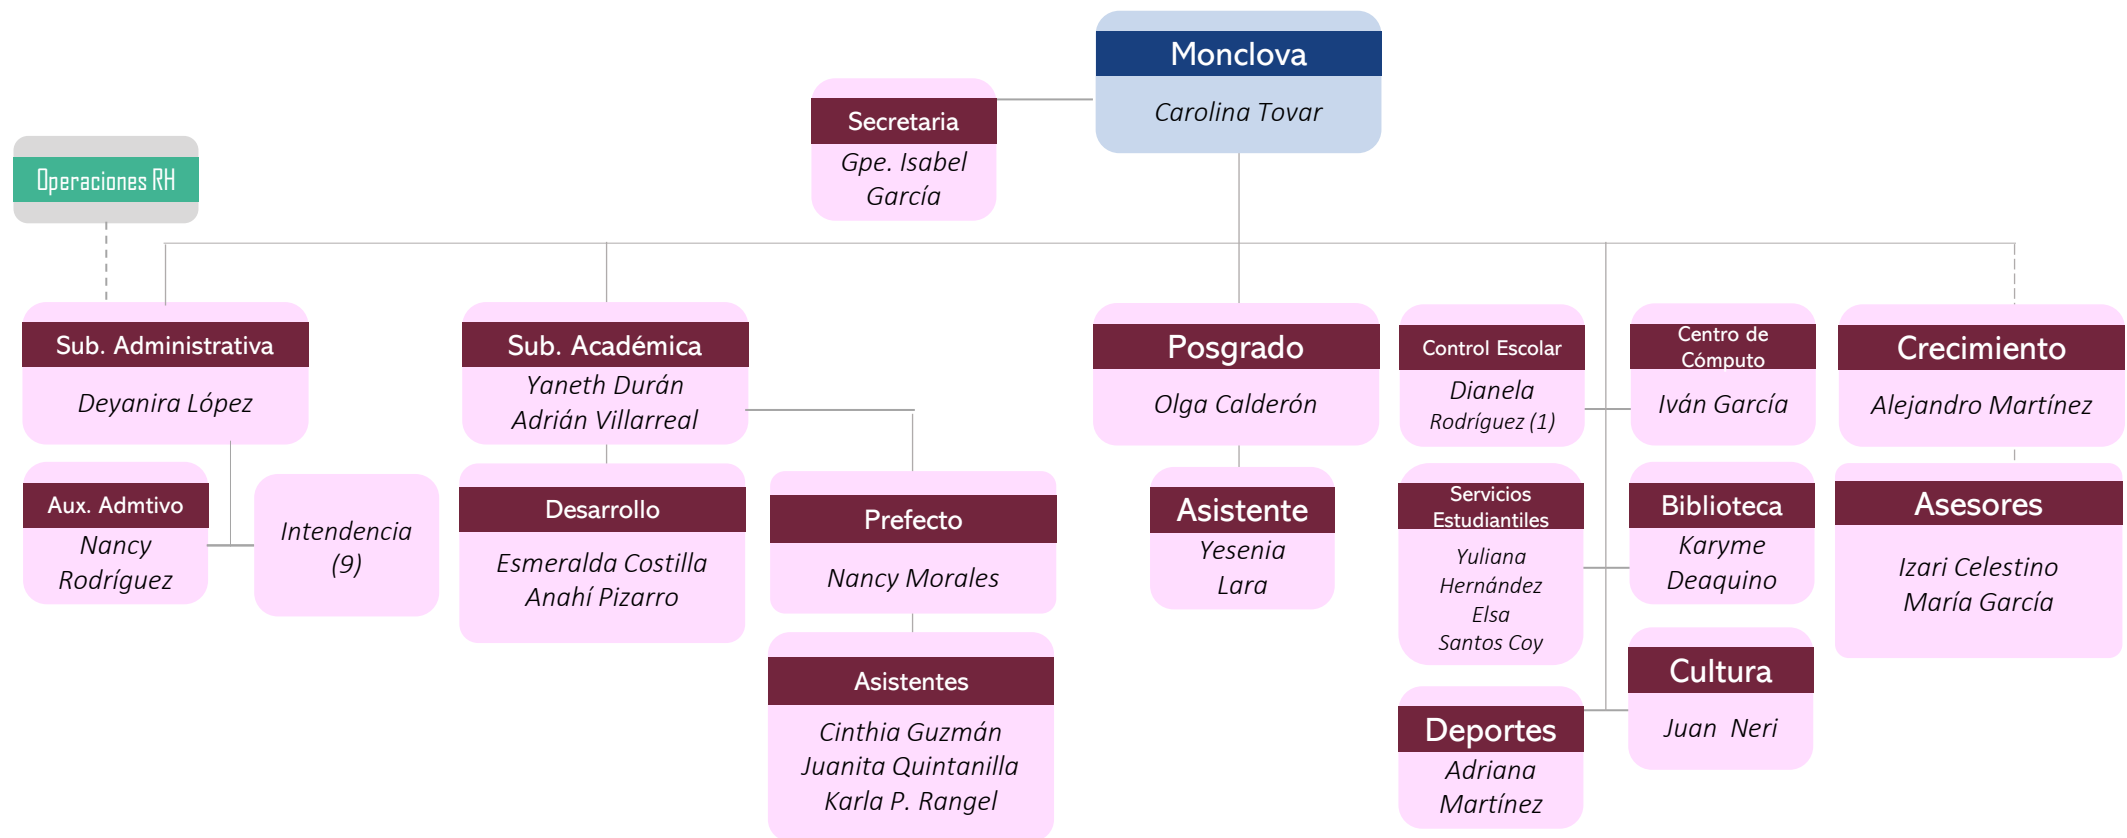 Monclova
Carolina Tovar
Secretaria
Gpe. Isabel
García
Operaciones RH
Sub. Administrativa
Deyanira López
Aux. Admtivo
Nancy
Rodríguez
Intendencia
(9)
Sub. Académica
Yaneth Durán
Adrián Villarreal
Desarrollo
Esmeralda Costilla
Anahí Pizarro
Prefecto
Nancy Morales
Asistentes
Cinthia Guzmán
Juanita Quintanilla
Karla P. Rangel
Posgrado
Olga Calderón
Asistente
Yesenia
Lara
Control Escolar
Dianela
Rodríguez (1)
Servicios
Estudiantiles
Yuliana
Hernández
Elsa
Santos Coy
Deportes
Adriana
Martínez
Centro de
Cómputo
Iván García
Biblioteca
Karyme
Deaquino
Cultura
Juan  Neri
Crecimiento
Alejandro Martínez
Asesores
Izari Celestino
María García